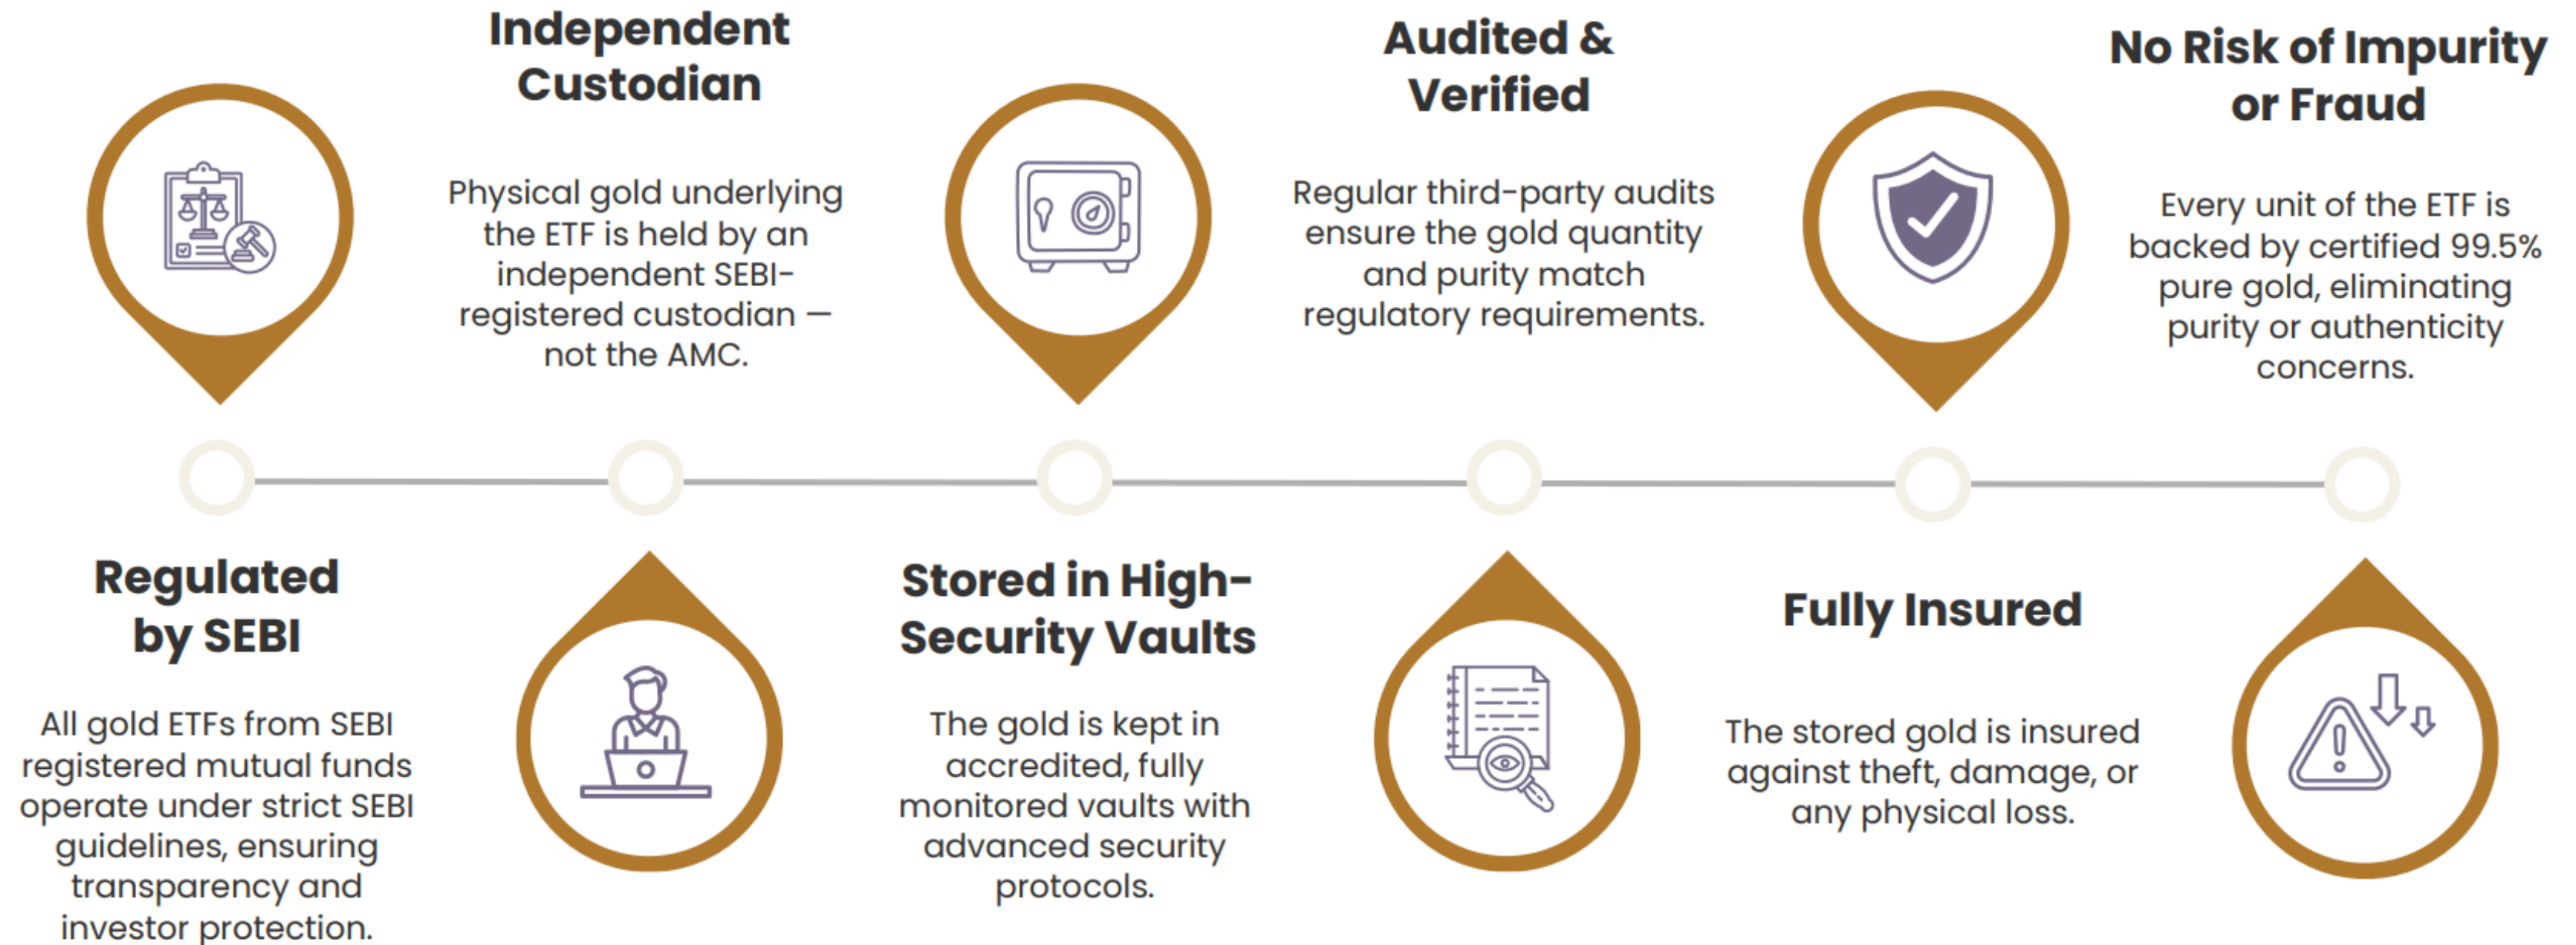 Regulated
by SEBI
All gold ETFs from SEBI
registered mutual funds
operate under strict SEBI
guidelines, ensuring
transparency and
investor protection.
Independent
Custodian
Physical gold underlying
the ETF is held by an
independent SEBI-
registered custodian —
not the AMC.
Stored in High-
Security Vaults
The gold is kept in
accredited, fully
monitored vaults with
advanced security
protocols.
Audited &
Verified
Regular third-party audits
ensure the gold quantity
and purity match
regulatory requirements.
Fully Insured
The stored gold is insured
against theft, damage, or
any physical loss.
No Risk of Impurity
or Fraud
Every unit of the ETF is
backed by certified 99.5%
pure gold, eliminating
purity or authenticity
concerns.